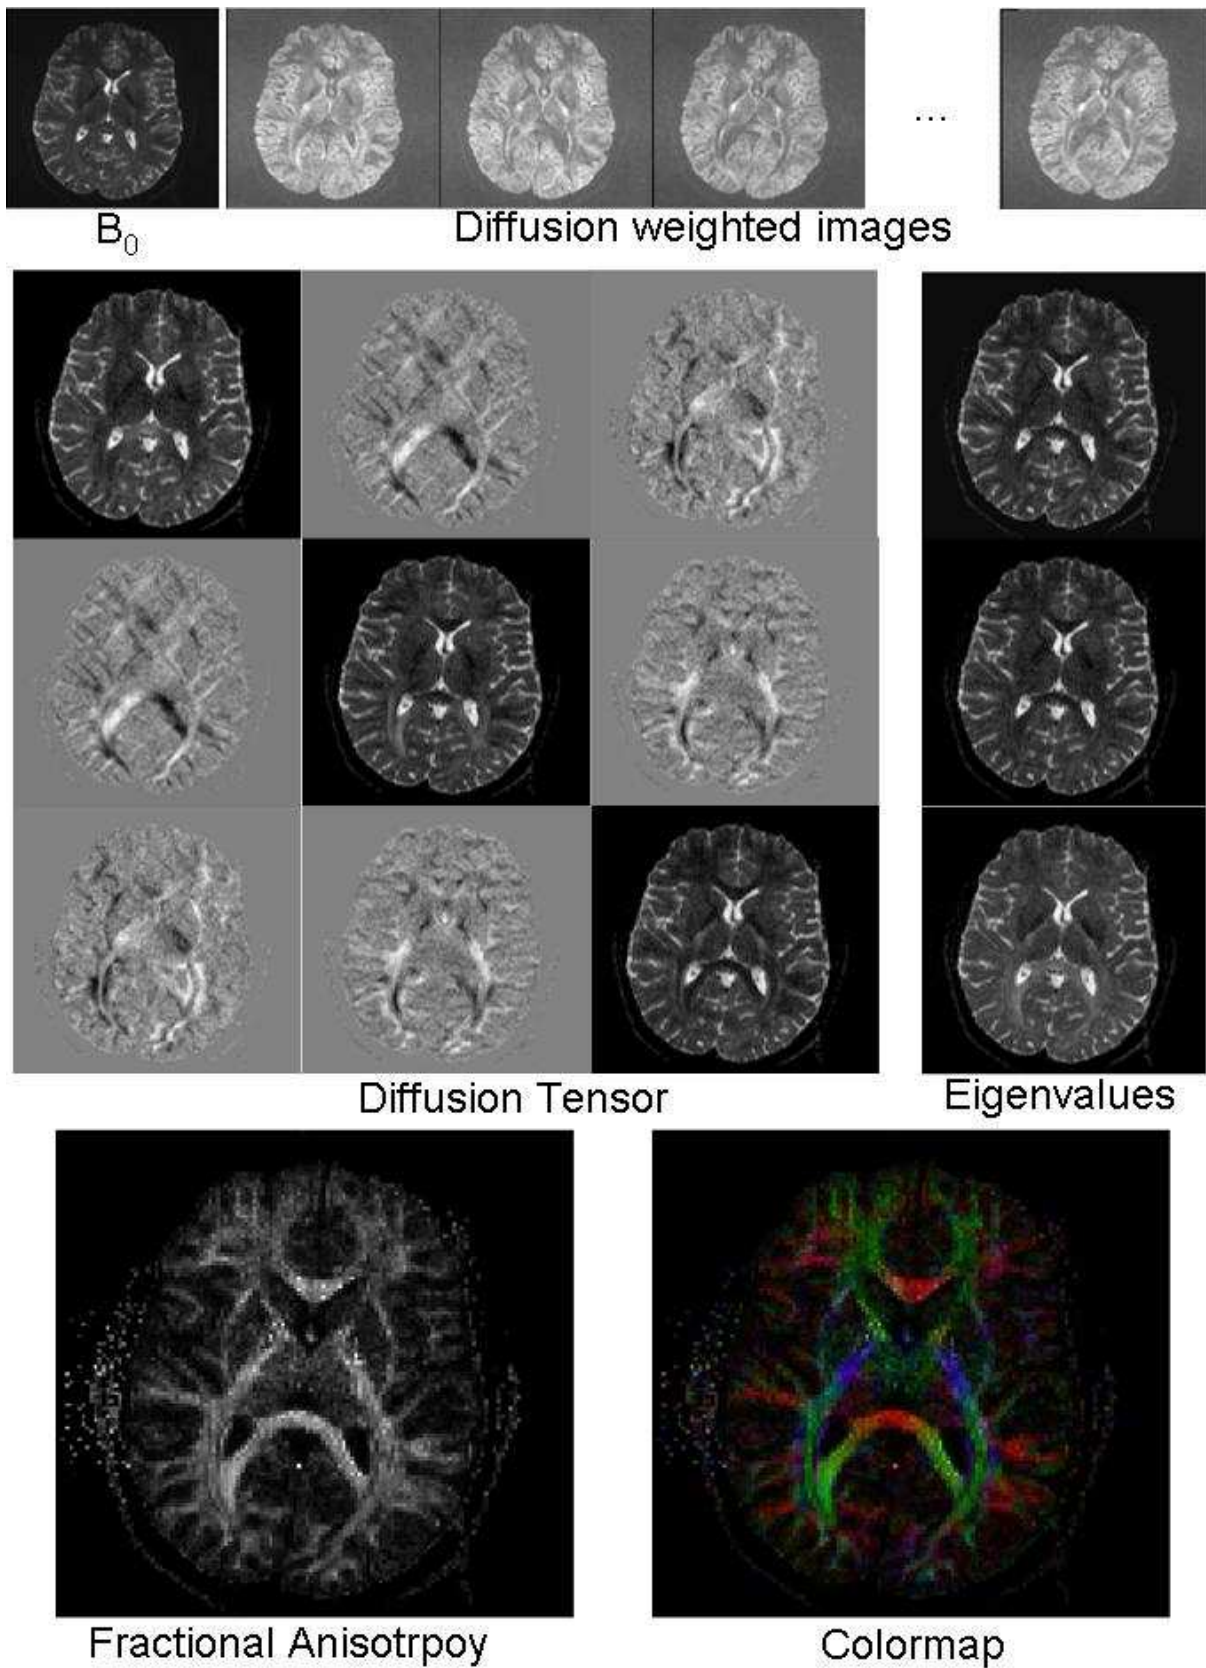 ...
B₀
Diffusion weighted images
Diffusion Tensor
Eigenvalues
Fractional Anisotrpoy
Colormap